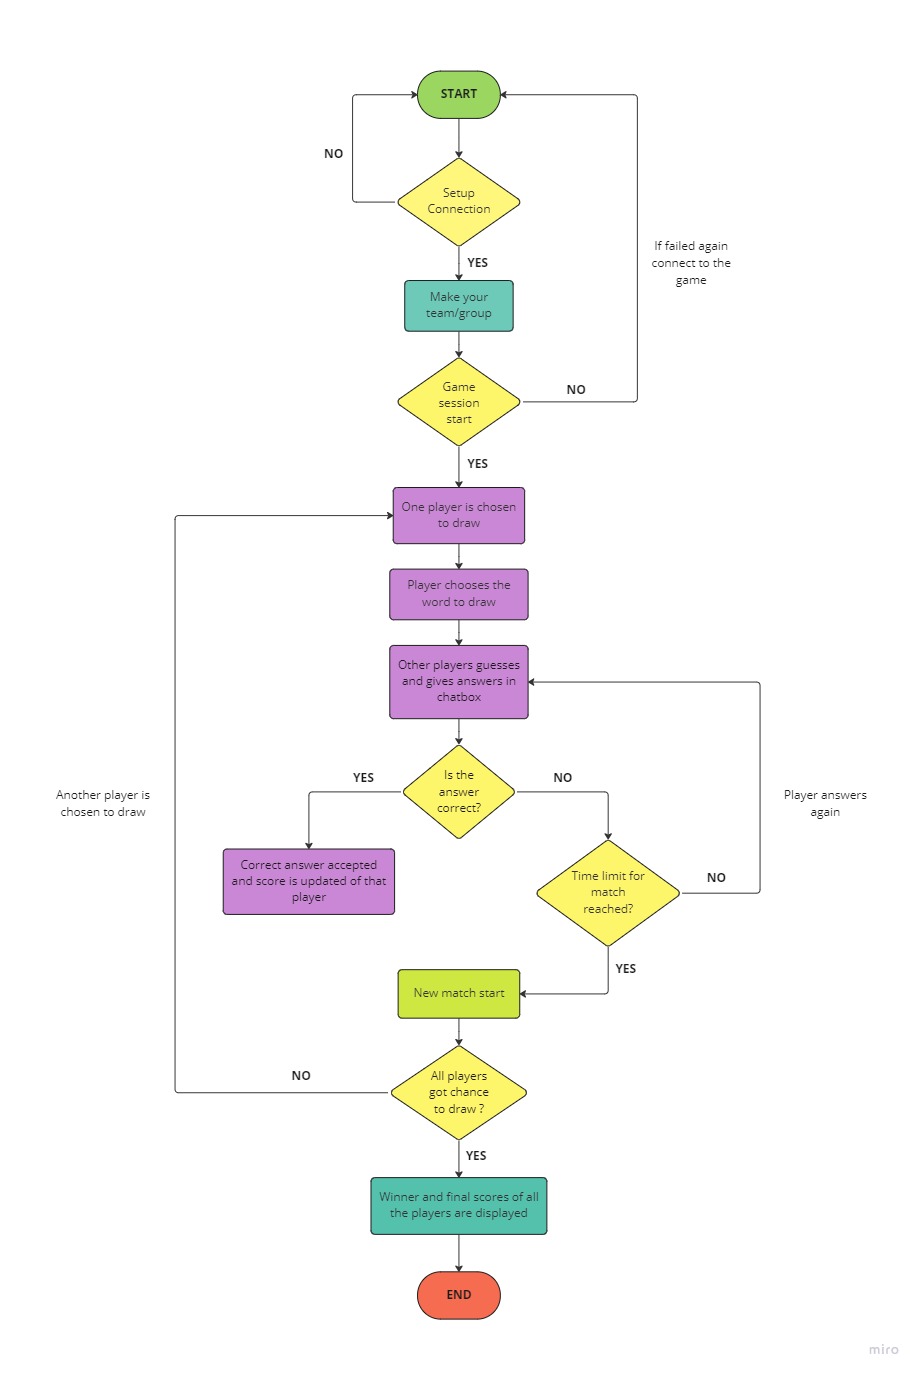 START
NO
Setup
Connection
YES
If failed again
connect to the
game
Make your
team/group
Game
session
start
NO
YES
One player is chosen
to draw
Player chooses the
word to draw
Other players guesses
and gives answers in
chatbox
Is the
answer
correct?
YES
NO
Another player is
chosen to draw
Player answers
again
Correct answer accepted
and score is updated of that
player
Time limit for
match
reached?
NO
YES
New match start
All players
got chance
to draw ?
NO
YES
Winner and final scores of all
the players are displayed
END
miro